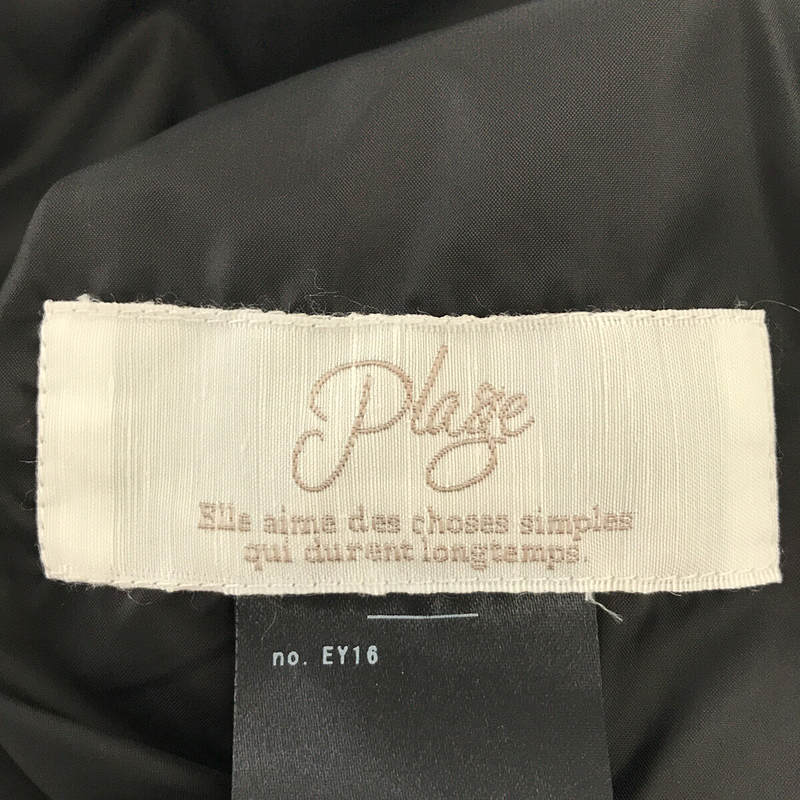 Plage
Elle aime des choses simples
qui durent longtemps.
no. EY16